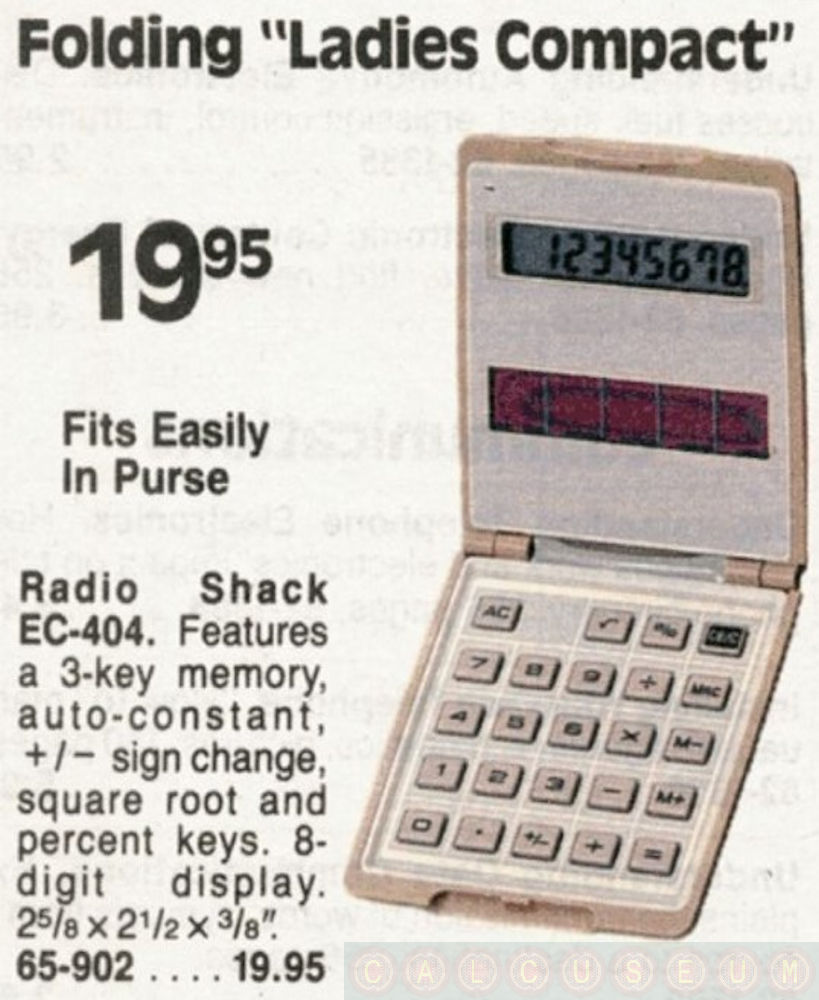 Folding "Ladies Compact"
19⁹⁵
Fits Easily
In Purse
Radio Shack
EC-404. Features
a 3-key memory,
auto-constant,
+/− sign change,
square root and
percent keys. 8-
digit display.
2⁵/₈ x 2¹/₂ x ³/₈".
65-902 .... 19.95
12345678
AC √ %
7 8 9 ÷ MRC
4 5 6 X M−
1 2 3 − M+
0 . +/− + =
CALCUSEUM